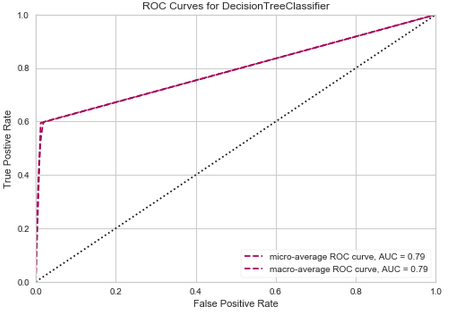 ROC Curves for DecisionTreeClassifier
1.0
0.8
0.6
0.4
0.2
0.0
True Postive Rate
0.0 0.2 0.4 0.6 0.8 1.0
False Positive Rate
micro-average ROC curve, AUC = 0.79
macro-average ROC curve, AUC = 0.79